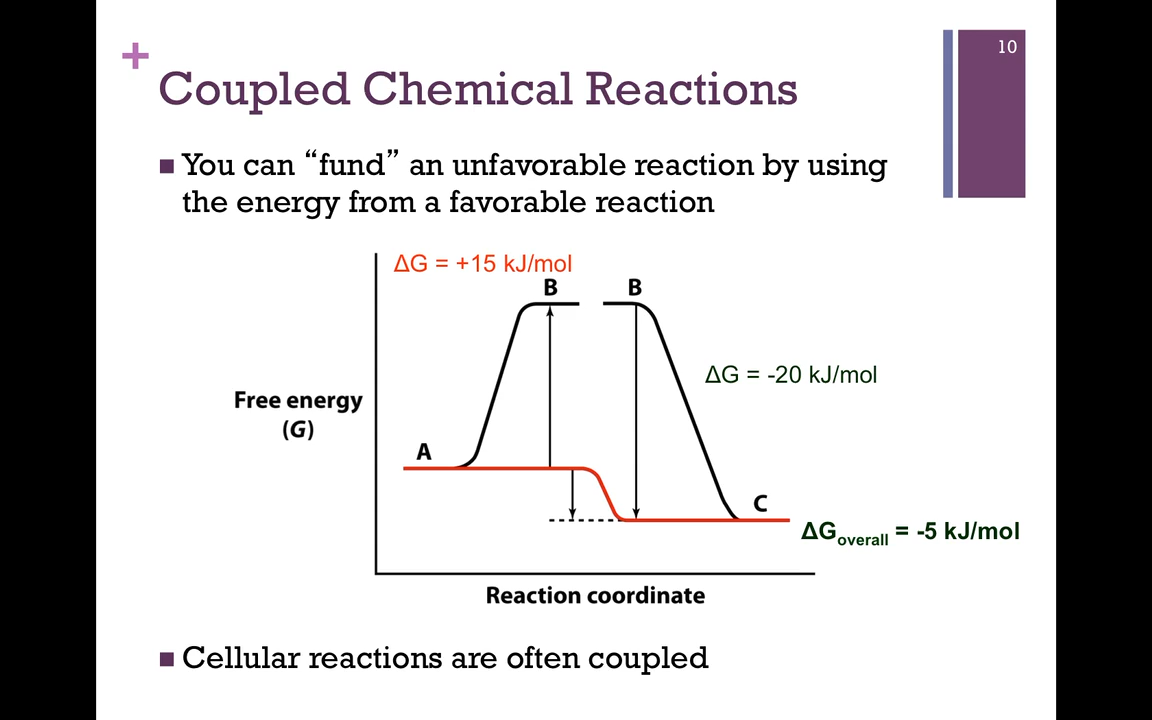 10
+
Coupled Chemical Reactions
■ You can “fund” an unfavorable reaction by using
the energy from a favorable reaction
ΔG = +15 kJ/mol
B B
ΔG = -20 kJ/mol
Free energy
(G)
A
C
ΔGoverall = -5 kJ/mol
Reaction coordinate
■ Cellular reactions are often coupled